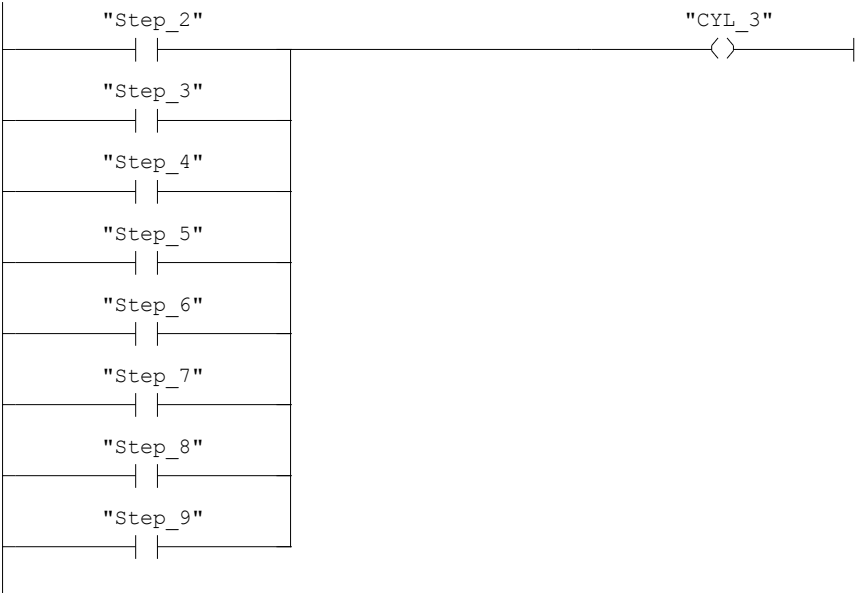 "Step_2"
"CYL_3"
"Step_3"
"Step_4"
"Step_5"
"Step_6"
"Step_7"
"Step_8"
"Step_9"